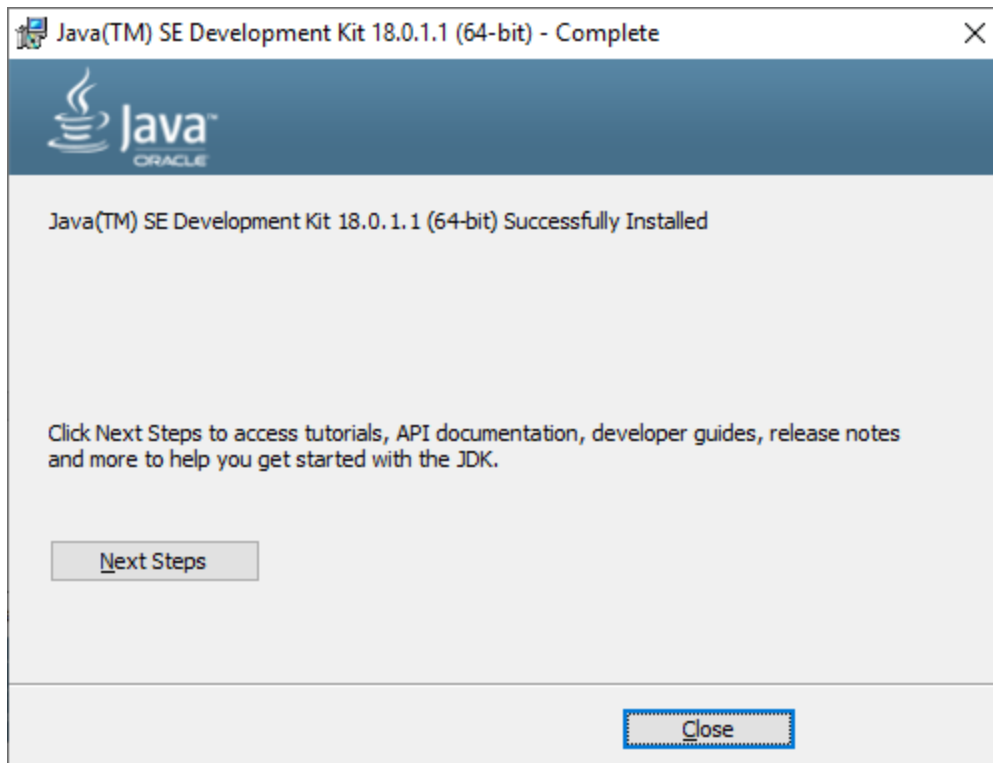 Java(TM) SE Development Kit 18.0.1.1 (64-bit) - Complete
Java™
ORACLE
Java(TM) SE Development Kit 18.0.1.1 (64-bit) Successfully Installed
Click Next Steps to access tutorials, API documentation, developer guides, release notes
and more to help you get started with the JDK.
Next Steps
Close